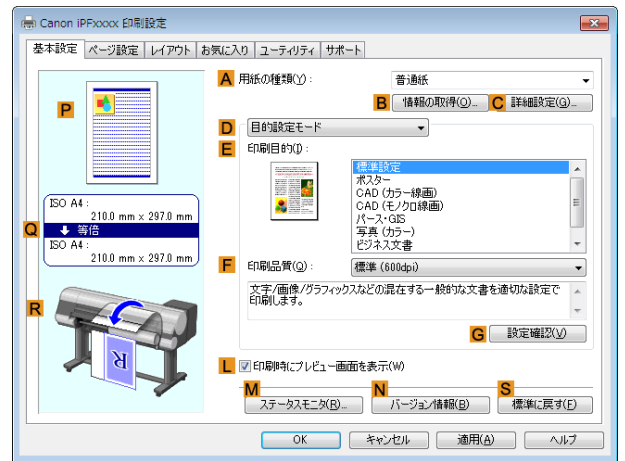 Canon iPFxxxx 印刷設定
基本設定 ページ設定 レイアウト お気に入り ユーティリティ サポート
A 用紙の種類(Y): 普通紙
B 情報の取得(O)... C 詳細設定(G)...
P
D 目的設定モード
E 印刷目的(I):
標準設定
ポスター
CAD (カラー線画)
CAD (モノクロ線画)
パース・GIS
写真 (カラー)
ビジネス文書
ISO A4 :
210.0 mm x 297.0 mm
Q 等倍
ISO A4 :
210.0 mm x 297.0 mm
F 印刷品質(Q): 標準 (600dpi)
文字/画像/グラフィックスなどの混在する一般的な文書を適切な設定で
印刷します。
R
G 設定確認(V)
L 印刷時にプレビュー画面を表示(W)
M N S
ステータスモニタ(R)... バージョン情報(B) 標準に戻す(F)
OK キャンセル 適用(A) ヘルプ